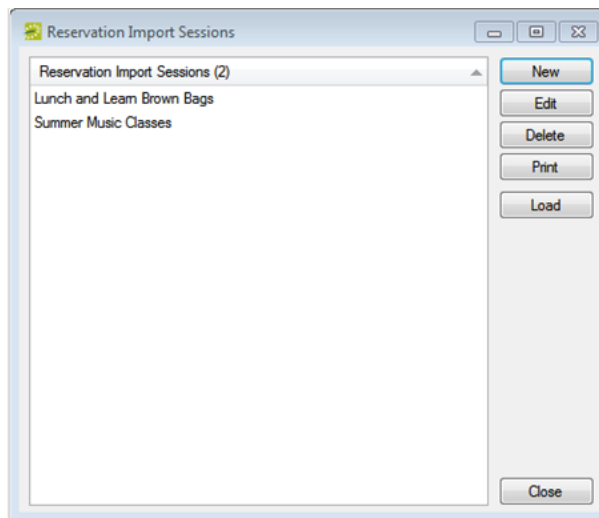 Reservation Import Sessions
Reservation Import Sessions (2)
Lunch and Learn Brown Bags
Summer Music Classes
New
Edit
Delete
Print
Load
Close